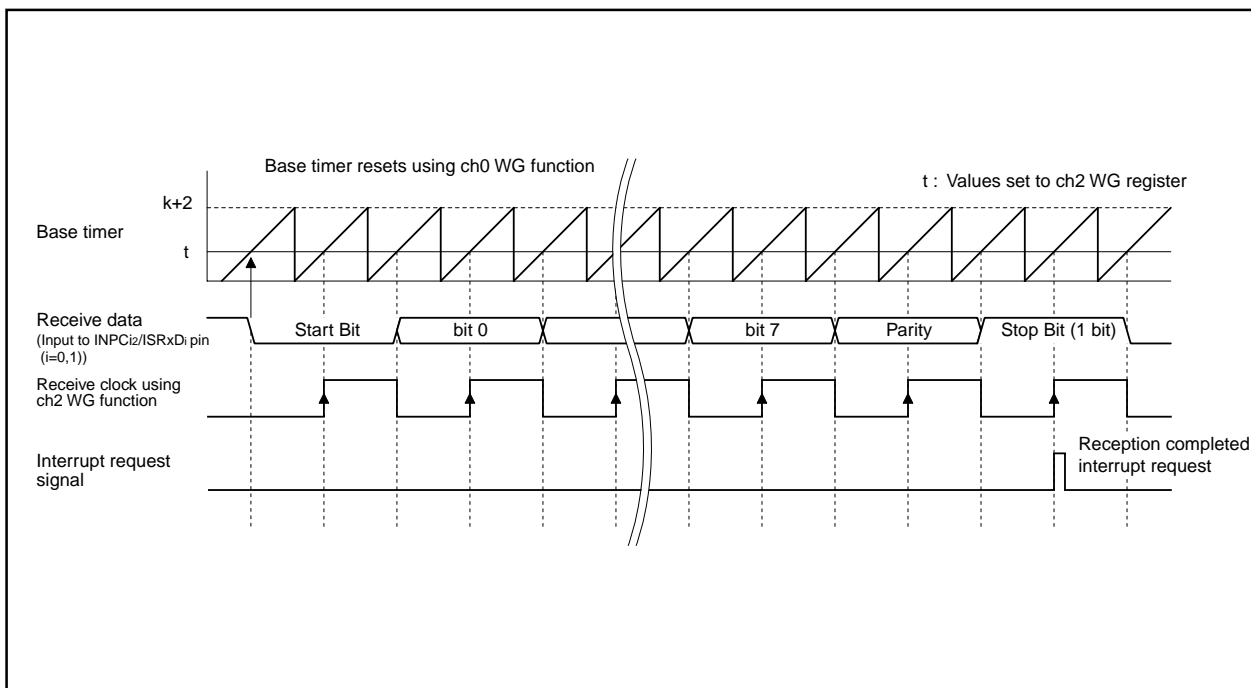 Base timer resets using ch0 WG function
t : Values set to ch2 WG register
k+2
Base timer
t
Receive data
(Input to INPCi2/ISRxDi pin
(i=0,1))
Start Bit
bit 0
bit 7
Parity
Stop Bit (1 bit)
Receive clock using
ch2 WG function
Interrupt request
signal
Reception completed
interrupt request